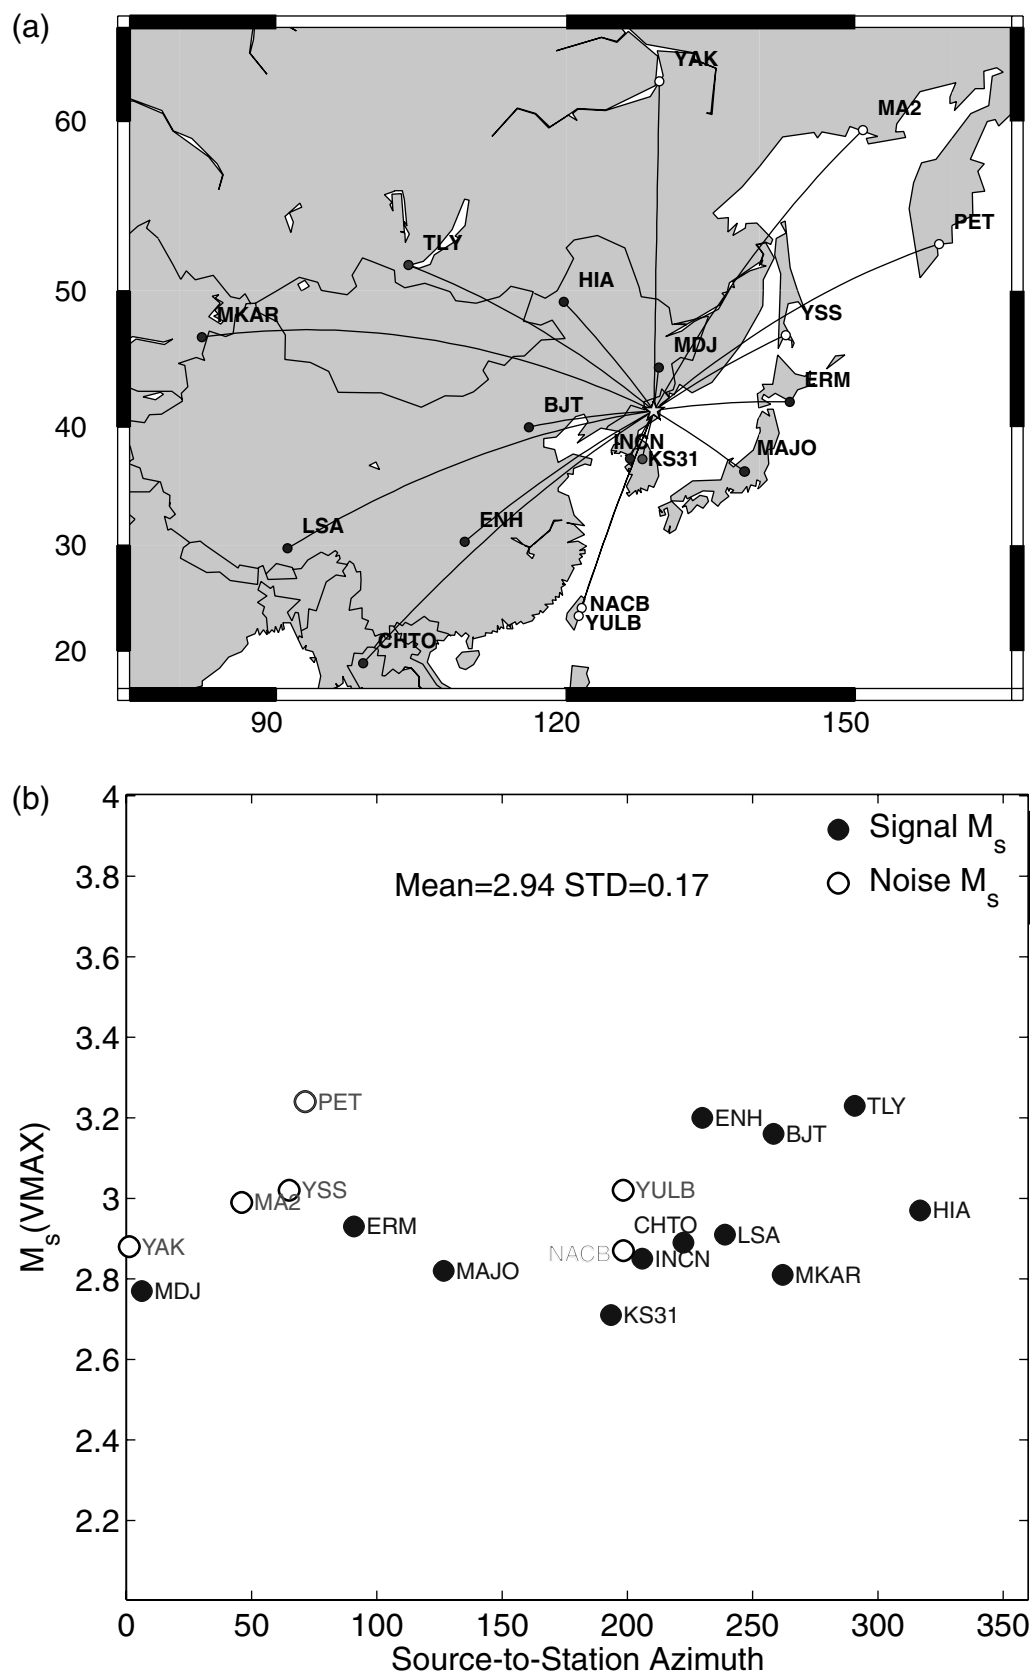 (a)
YAK
60
MA2
PET
TLY
50
HIA
MKAR
YSS
MDJ
ERM
BJT
40
INCN
KS31
MAJO
LSA
ENH
30
NACB
YULB
CHTO
20
90
120
150
(b)
4
Signal Ms
3.8
Mean=2.94 STD=0.17
Noise Ms
3.6
3.4
3.2
PET
ENH
TLY
BJT
3
YSS
YULB
MA2
HIA
ERM
CHTO
LSA
YAK
NACB
INCN
2.8
MDJ
MAJO
MKAR
KS31
2.6
2.4
2.2
Ms(VMAX)
0
50
100
150
200
250
300
350
Source-to-Station Azimuth